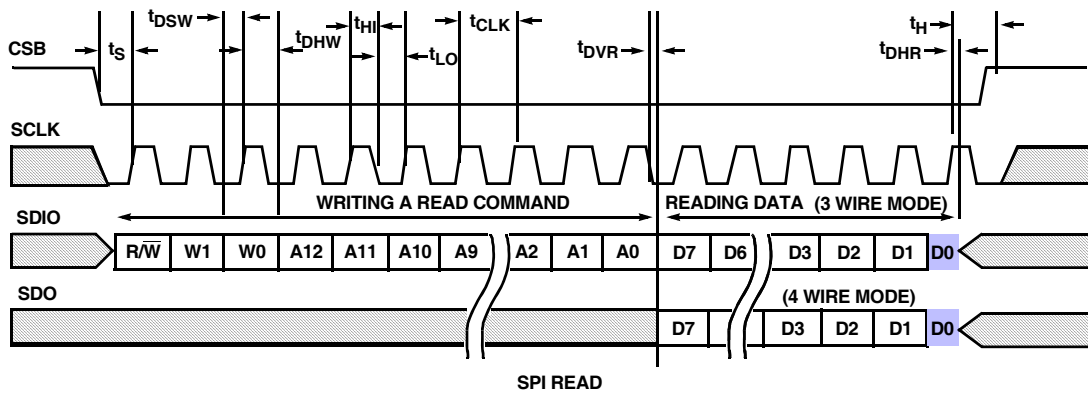 tDSW tHI tCLK tH
CSB tS tDHW tLO tDVR tDHR
SCLK
WRITING A READ COMMAND READING DATA (3 WIRE MODE)
SDIO
R/W̅ W1 W0 A12 A11 A10 A9 A2 A1 A0 D7 D6 D3 D2 D1 D0
SDO (4 WIRE MODE)
D7 D3 D2 D1 D0
SPI READ